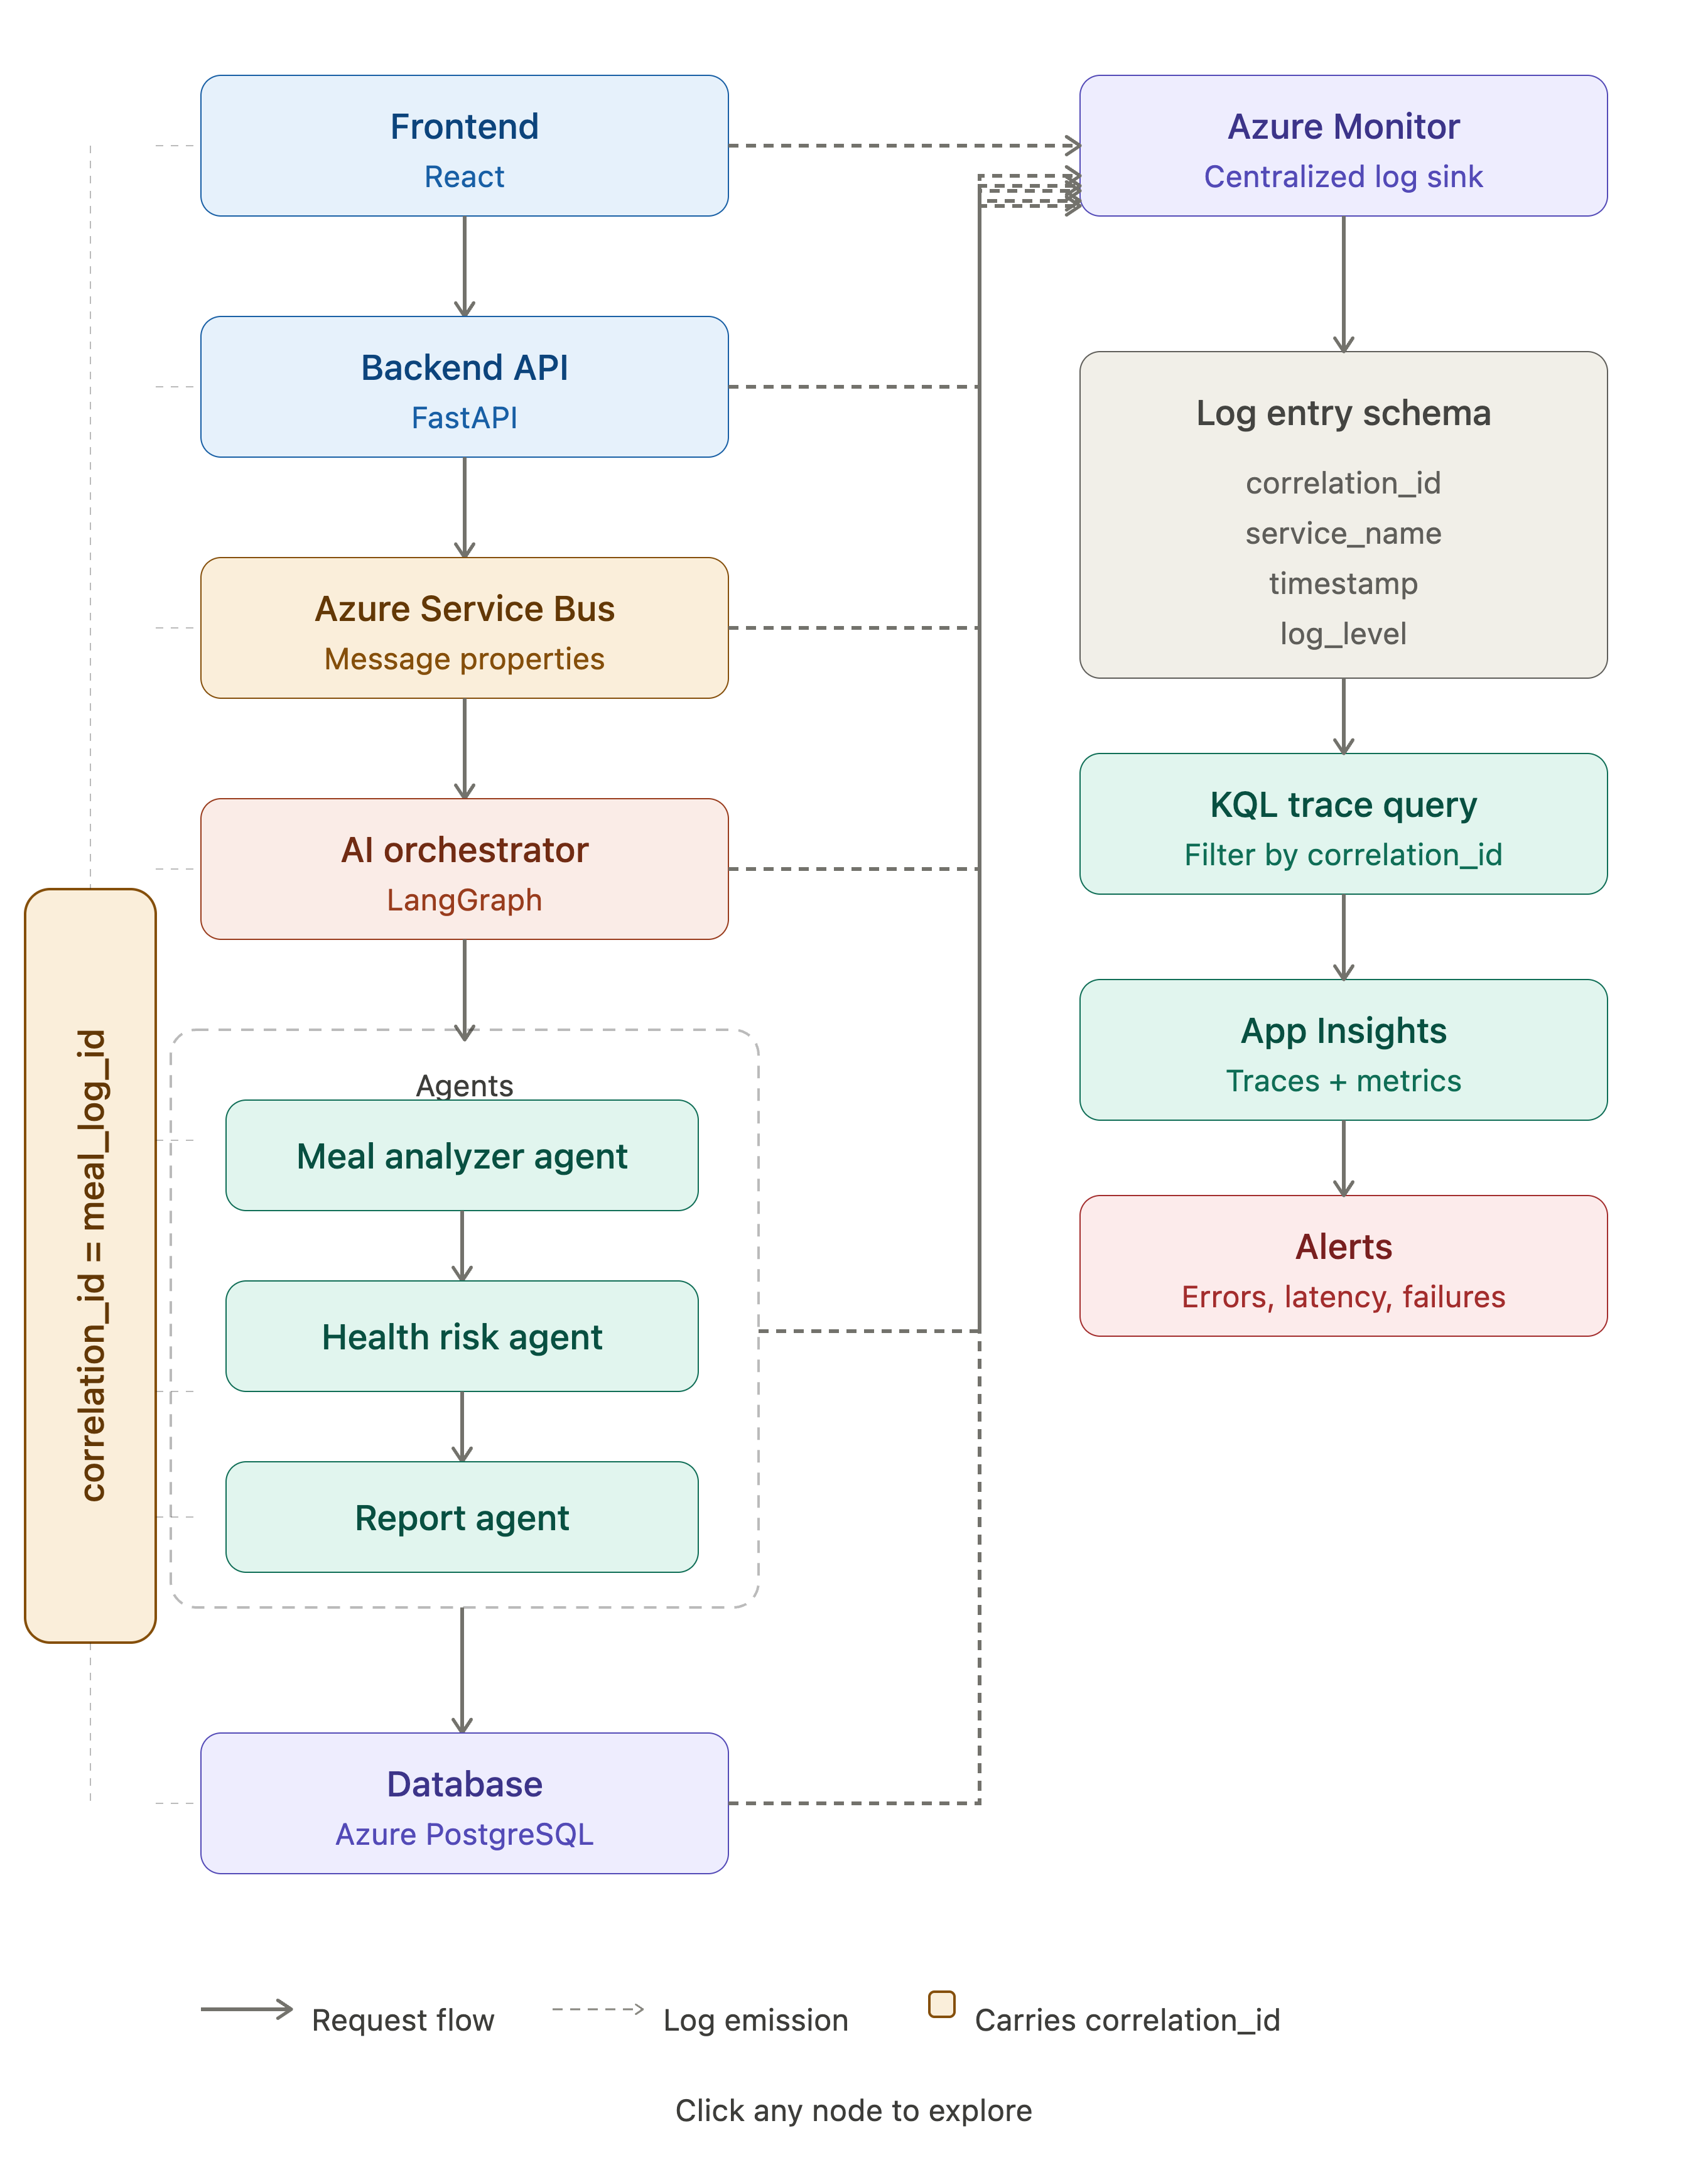 Frontend
React
Backend API
FastAPI
Azure Service Bus
Message properties
AI orchestrator
LangGraph
correlation_id = meal_log_id
Agents
Meal analyzer agent
Health risk agent
Report agent
Database
Azure PostgreSQL
Azure Monitor
Centralized log sink
Log entry schema
correlation_id
service_name
timestamp
log_level
KQL trace query
Filter by correlation_id
App Insights
Traces + metrics
Alerts
Errors, latency, failures
Request flow
Log emission
Carries correlation_id
Click any node to explore